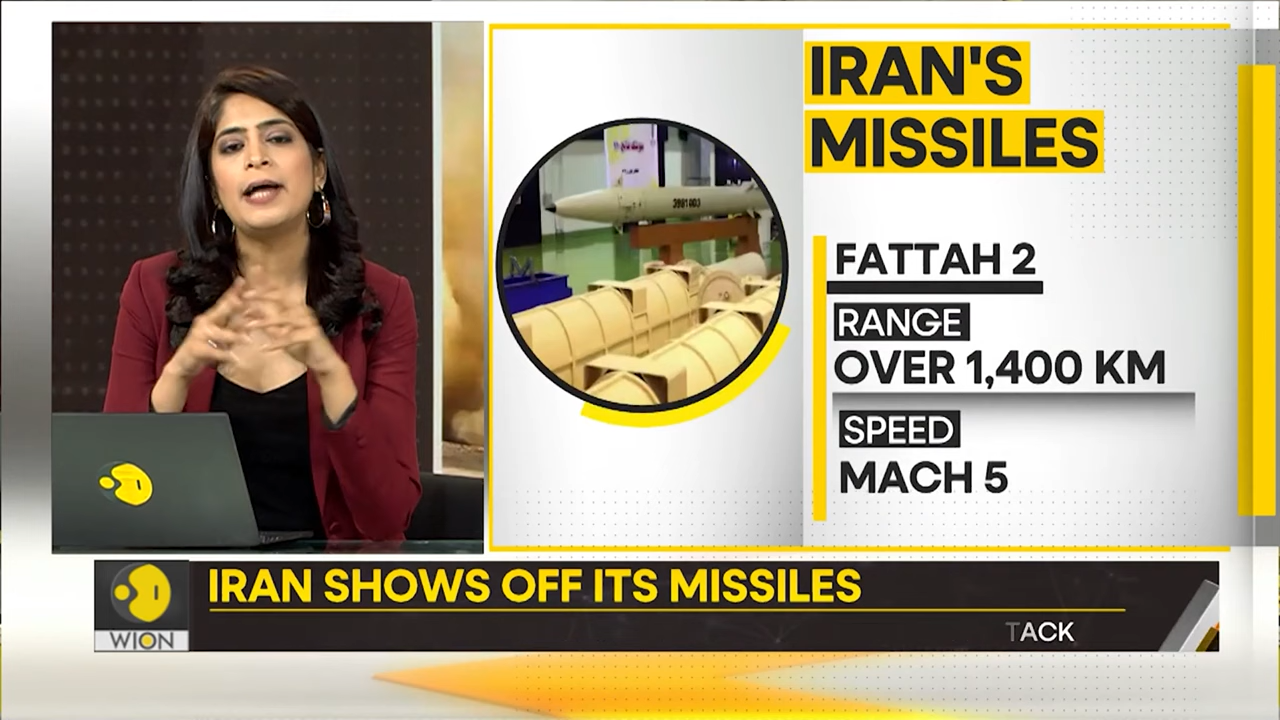 IRAN'S
MISSILES
FATTAH 2
RANGE
OVER 1,400 KM
SPEED
MACH 5
IRAN SHOWS OFF ITS MISSILES
TACK
WION